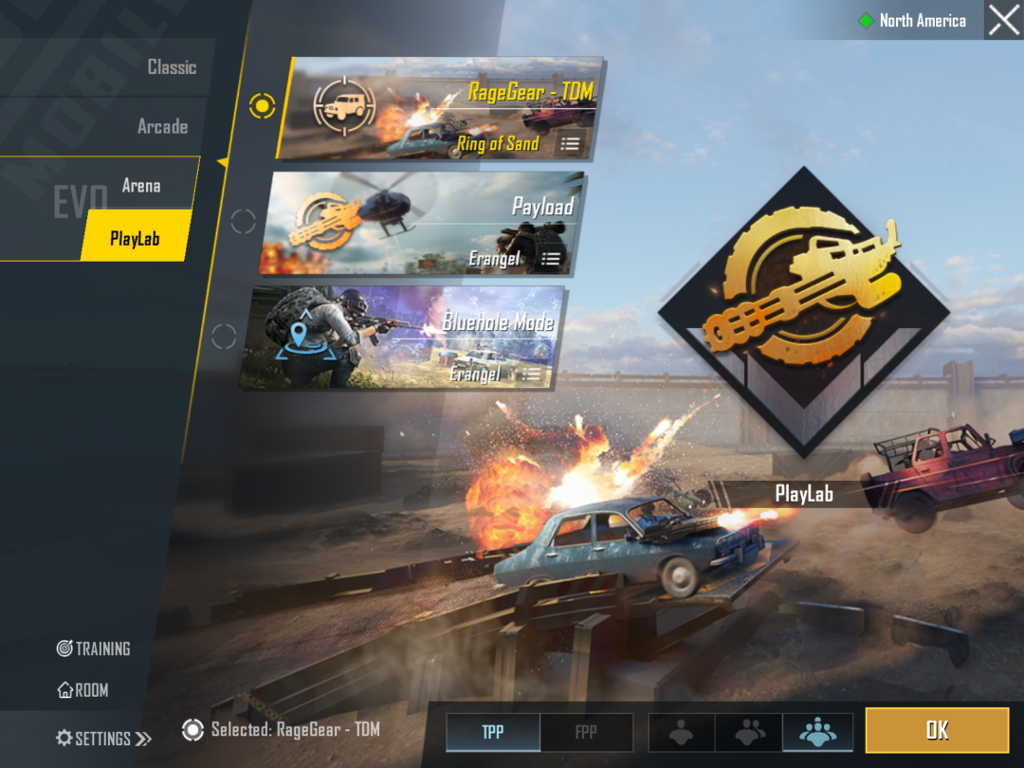 MOBILE
North America
Classic
Arcade
EVO
Arena
PlayLab
RageGear - TDM
Ring of Sand
Payload
Erangel
Bluehole Mode
Erangel
PlayLab
TRAINING
ROOM
SETTINGS
Selected: RageGear - TDM
TPP
FPP
OK